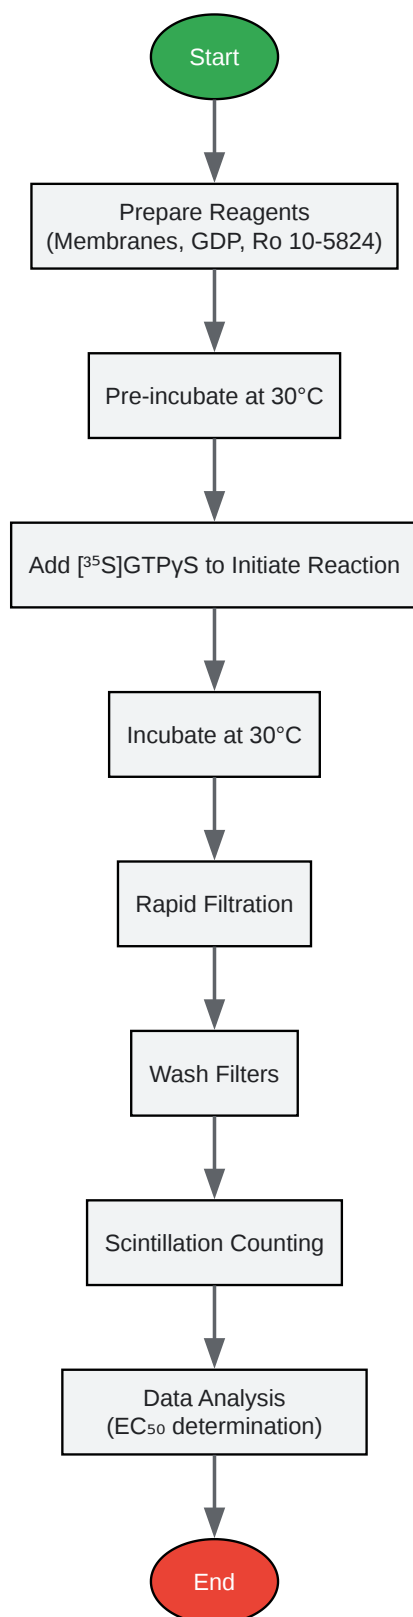 Start
Prepare Reagents
(Membranes, GDP, Ro 10-5824)
Pre-incubate at 30°C
Add [³⁵S]GTPγS to Initiate Reaction
Incubate at 30°C
Rapid Filtration
Wash Filters
Scintillation Counting
Data Analysis
(EC₅₀ determination)
End